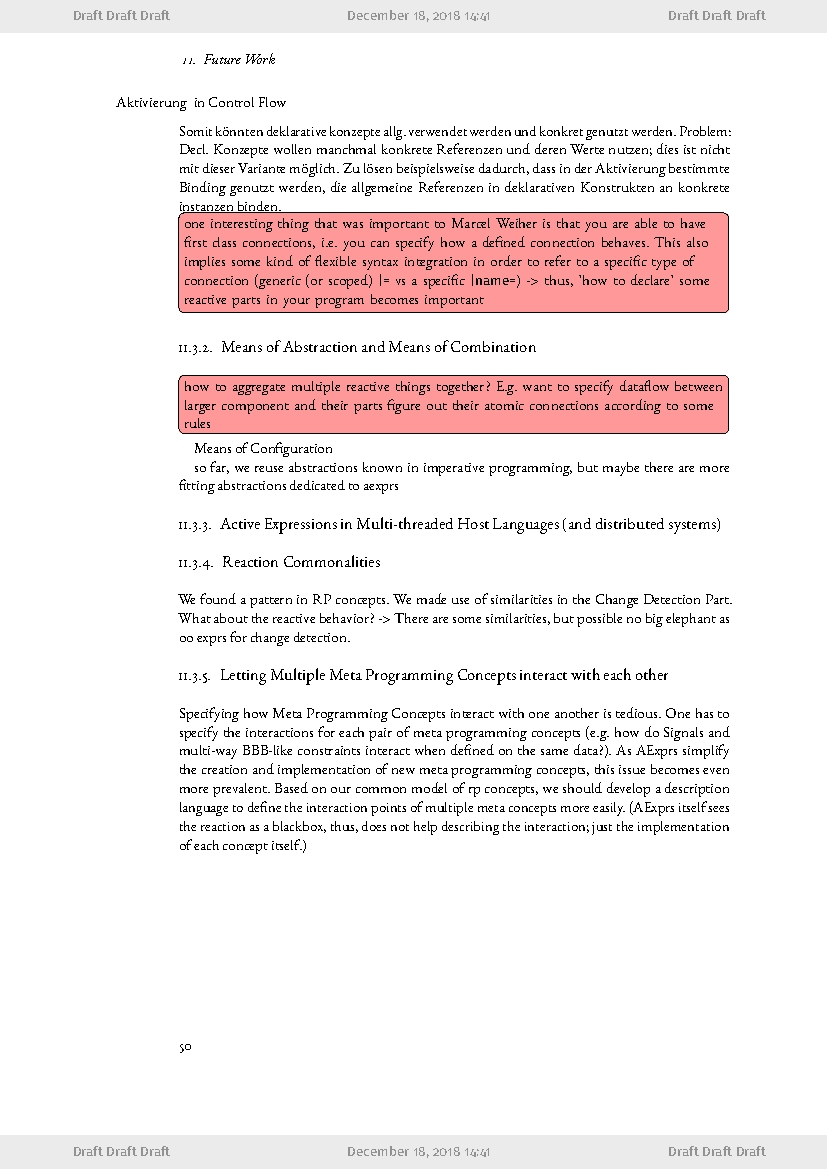 Draft Draft Draft December 18, 2018 14:41 Draft Draft Draft
11. Future Work
Aktivierung in Control Flow
Somit könnten deklarative konzepte allg. verwendet werden und konkret genutzt werden. Problem:
Decl. Konzepte wollen manchmal konkrete Referenzen und deren Werte nutzen; dies ist nicht
mit dieser Variante möglich. Zu lösen beispielsweise dadurch, dass in der Aktivierung bestimmte
Binding genutzt werden, die allgemeine Referenzen in deklarativen Konstrukten an konkrete
instanzen binden.
one interesting thing that was important to Marcel Weiher is that you are able to have
first class connections, i.e. you can specify how a defined connection behaves. This also
implies some kind of flexible syntax integration in order to refer to a specific type of
connection (generic (or scoped) |= vs a specific |name=) -> thus, 'how to declare' some
reactive parts in your program becomes important
11.3.2. Means of Abstraction and Means of Combination
how to aggregate multiple reactive things together? E.g. want to specify dataflow between
larger component and their parts figure out their atomic connections according to some
rules
Means of Configuration
so far, we reuse abstractions known in imperative programming, but maybe there are more
fitting abstractions dedicated to aexprs
11.3.3. Active Expressions in Multi-threaded Host Languages (and distributed systems)
11.3.4. Reaction Commonalities
We found a pattern in RP concepts. We made use of similarities in the Change Detection Part.
What about the reactive behavior? -> There are some similarities, but possible no big elephant as
oo exprs for change detection.
11.3.5. Letting Multiple Meta Programming Concepts interact with each other
Specifying how Meta Programming Concepts interact with one another is tedious. One has to
specify the interactions for each pair of meta programming concepts (e.g. how do Signals and
multi-way BBB-like constraints interact when defined on the same data?). As AExprs simplify
the creation and implementation of new meta programming concepts, this issue becomes even
more prevalent. Based on our common model of rp concepts, we should develop a description
language to define the interaction points of multiple meta concepts more easily. (AExprs itself sees
the reaction as a blackbox, thus, does not help describing the interaction; just the implementation
of each concept itself.)
50
Draft Draft Draft December 18, 2018 14:41 Draft Draft Draft